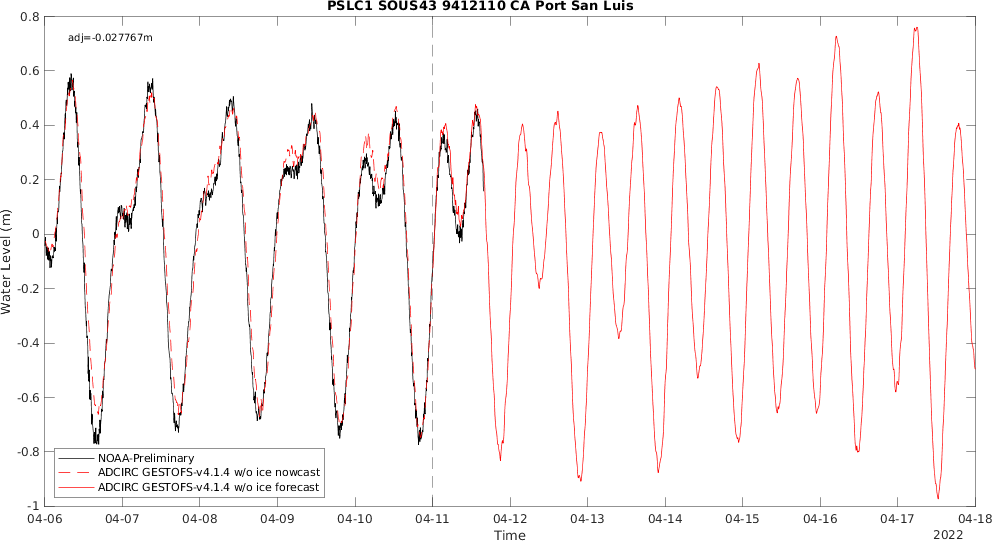 PSLC1 SOUS43 9412110 CA Port San Luis
adj=-0.027767m
0.8
0.6
0.4
0.2
0
-0.2
-0.4
-0.6
-0.8
-1
Water Level (m)
NOAA-Preliminary
ADCIRC GESTOFS-v4.1.4 w/o ice nowcast
ADCIRC GESTOFS-v4.1.4 w/o ice forecast
04-06 04-07 04-08 04-09 04-10 04-11 04-12 04-13 04-14 04-15 04-16 04-17 04-18
Time
2022